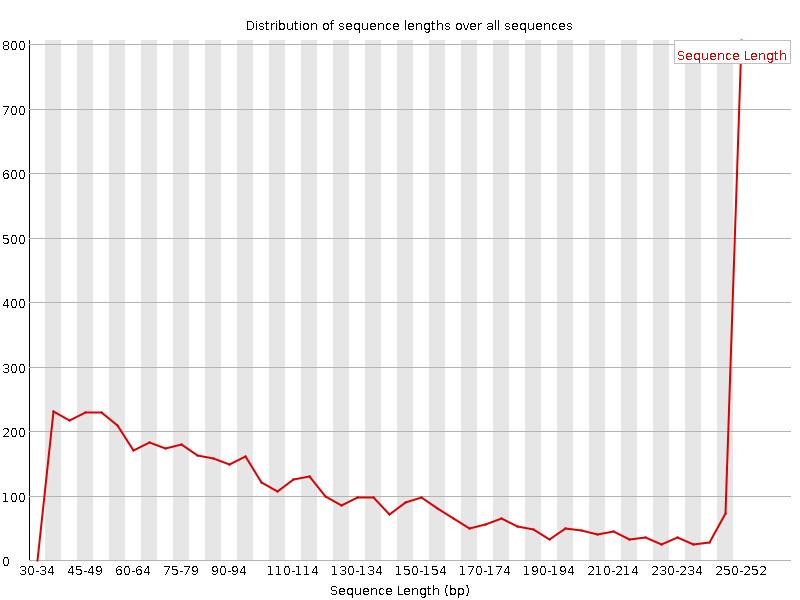 Distribution of sequence lengths over all sequences
Sequence Length
800
700
600
500
400
300
200
100
0
30-34 45-49 60-64 75-79 90-94 110-114 130-134 150-154 170-174 190-194 210-214 230-234 250-252
Sequence Length (bp)